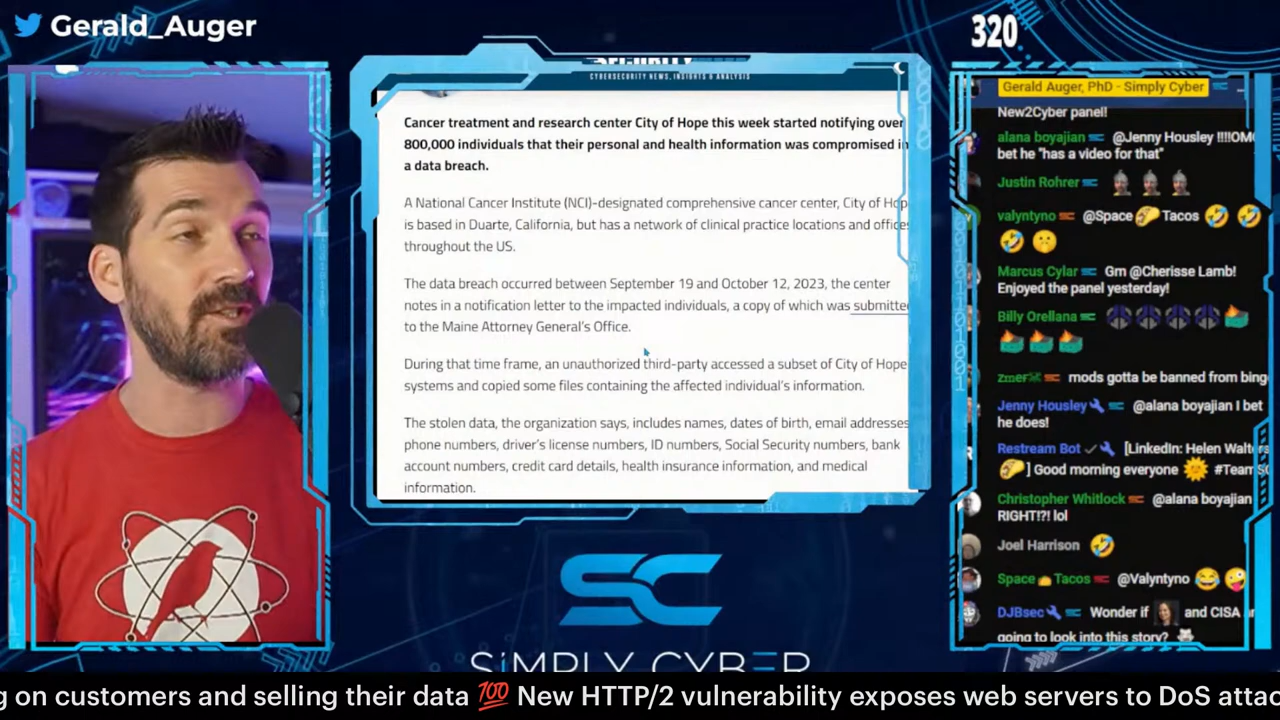 Gerald_Auger
320
CYBERSECURITY NEWS, INSIGHTS & ANALYSIS
Cancer treatment and research center City of Hope this week started notifying over
800,000 individuals that their personal and health information was compromised in
a data breach.
A National Cancer Institute (NCI)-designated comprehensive cancer center, City of Hop
is based in Duarte, California, but has a network of clinical practice locations and offices
throughout the US.
The data breach occurred between September 19 and October 12, 2023, the center
notes in a notification letter to the impacted individuals, a copy of which was submitted
to the Maine Attorney General's Office.
During that time frame, an unauthorized third-party accessed a subset of City of Hope
systems and copied some files containing the affected individual's information.
The stolen data, the organization says, includes names, dates of birth, email addresses
phone numbers, driver's license numbers, ID numbers, Social Security numbers, bank
account numbers, credit card details, health insurance information, and medical
information.
Gerald Auger, PhD - Simply Cyber
New2Cyber panel!
alana boyajian @Jenny Housley !!!!OMG
bet he "has a video for that"
Justin Rohrer
valyntyno @Space 🌮 Tacos 🤣 🤣
🤣 🤫
Marcus Cylar Gm @Cherisse Lamb!
Enjoyed the panel yesterday!
Billy Orellana
zmer mods gotta be banned from bing
Jenny Housley @alana boyajian I bet
he does!
Restream Bot [LinkedIn: Helen Walters
🌮 ] Good morning everyone 🌞 #TeamSC
Christopher Whitlock @alana boyajian
RIGHT!?! lol
Joel Harrison 🤣
Space 🌮 Tacos @Valyntyno 😂 🤪
DJBsec Wonder if and CISA
going to look into this story?
SC
SiMPLY CYBER
g on customers and selling their data 💯 New HTTP/2 vulnerability exposes web servers to DoS attac